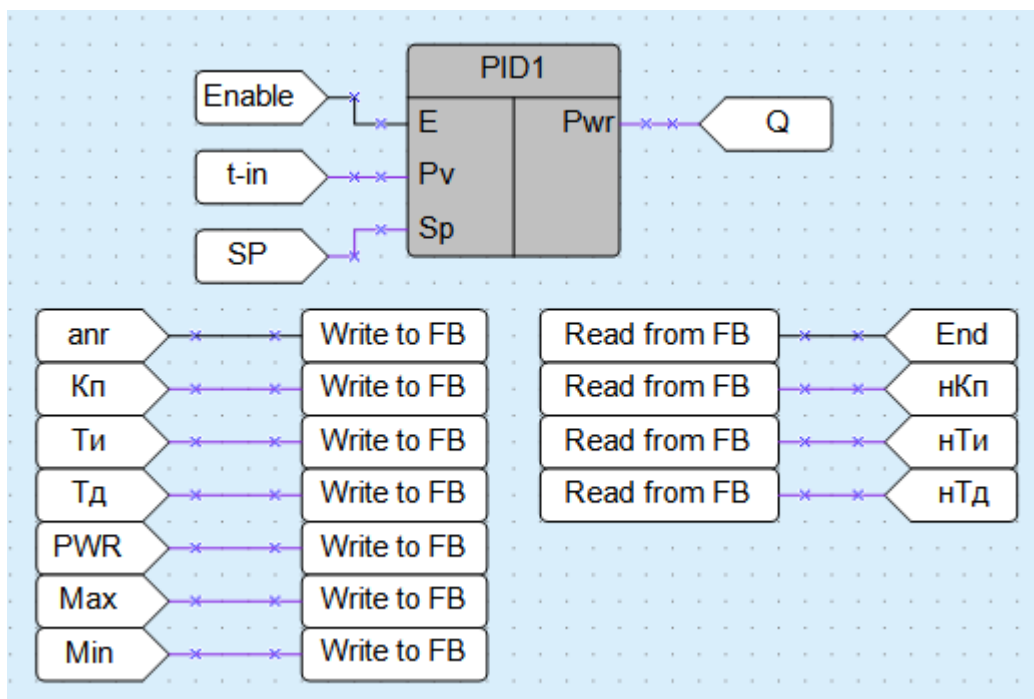 PID1
Enable
E
Pwr
Q
t-in
Pv
SP
Sp
anr
Write to FB
Read from FB
End
Кп
Write to FB
Read from FB
нКп
Ти
Write to FB
Read from FB
нТи
Тд
Write to FB
Read from FB
нТд
PWR
Write to FB
Max
Write to FB
Min
Write to FB